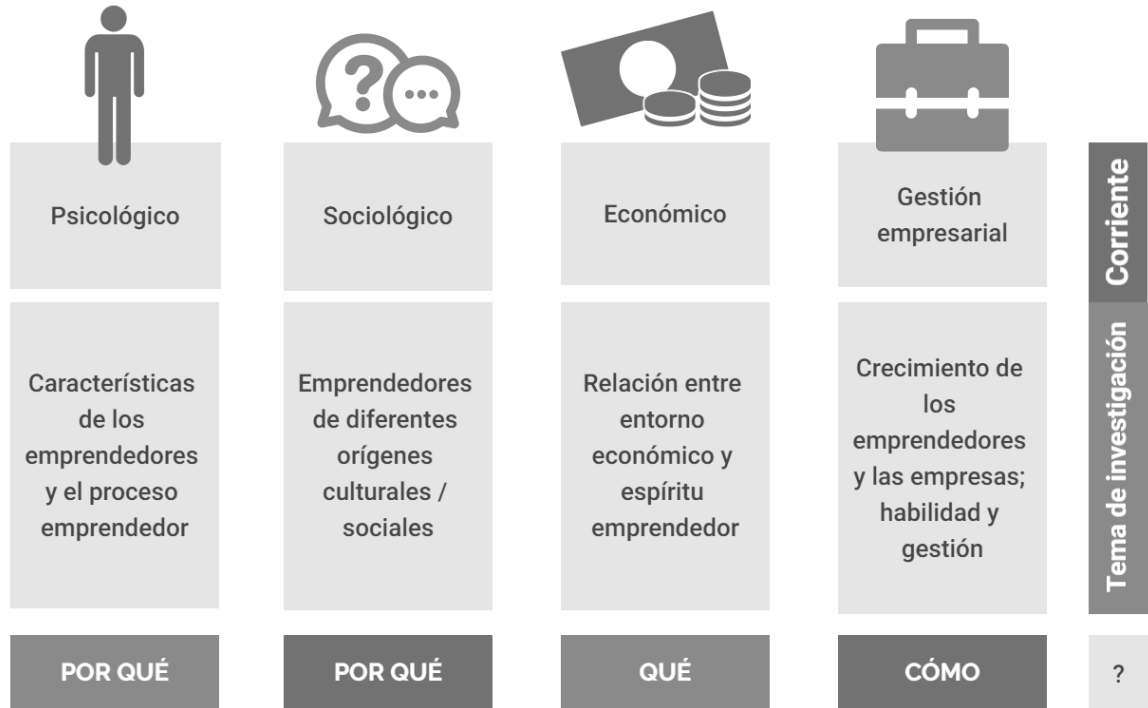 Psicológico
Sociológico
Económico
Gestión
empresarial
Corriente
Características
de los
emprendedores
y el proceso
emprendedor
Emprendedores
de diferentes
orígenes
culturales /
sociales
Relación entre
entorno
económico y
espíritu
emprendedor
Crecimiento de
los
emprendedores
y las empresas;
habilidad y
gestión
Tema de investigación
POR QUÉ
POR QUÉ
QUÉ
CÓMO
?